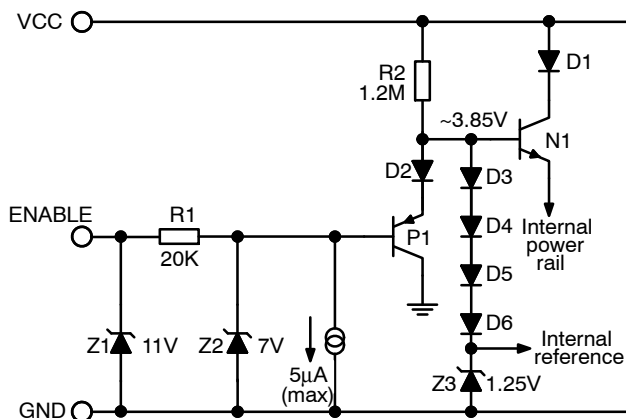 VCC
D1
R2
1.2M
~3.85V
N1
D2
D3
ENABLE
R1
20K
P1
D4
Internal
power
rail
D5
D6
Z1
11V
Z2
7V
5µA
(max)
Internal
reference
Z3
1.25V
GND